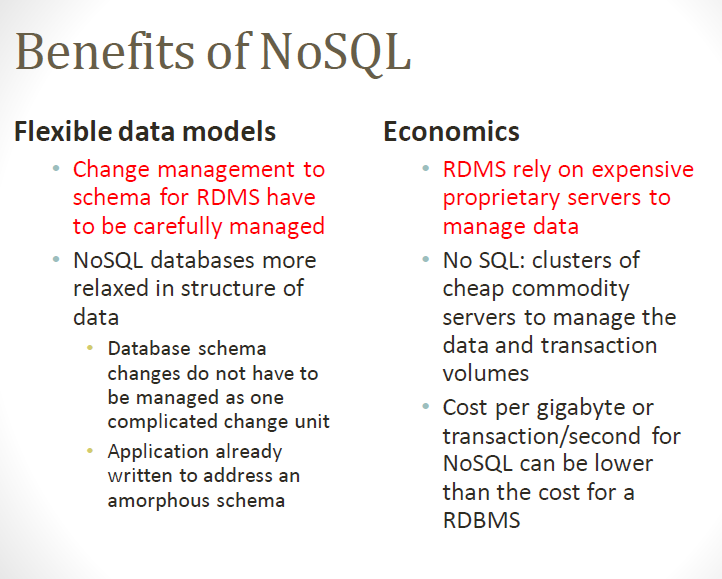 Benefits of NoSQL
Flexible data models
• Change management to
schema for RDMS have
to be carefully managed
• NoSQL databases more
relaxed in structure of
data
• Database schema
changes do not have to
be managed as one
complicated change unit
• Application already
written to address an
amorphous schema
Economics
• RDMS rely on expensive
proprietary servers to
manage data
• No SQL: clusters of
cheap commodity
servers to manage the
data and transaction
volumes
• Cost per gigabyte or
transaction/second for
NoSQL can be lower
than the cost for a
RDBMS